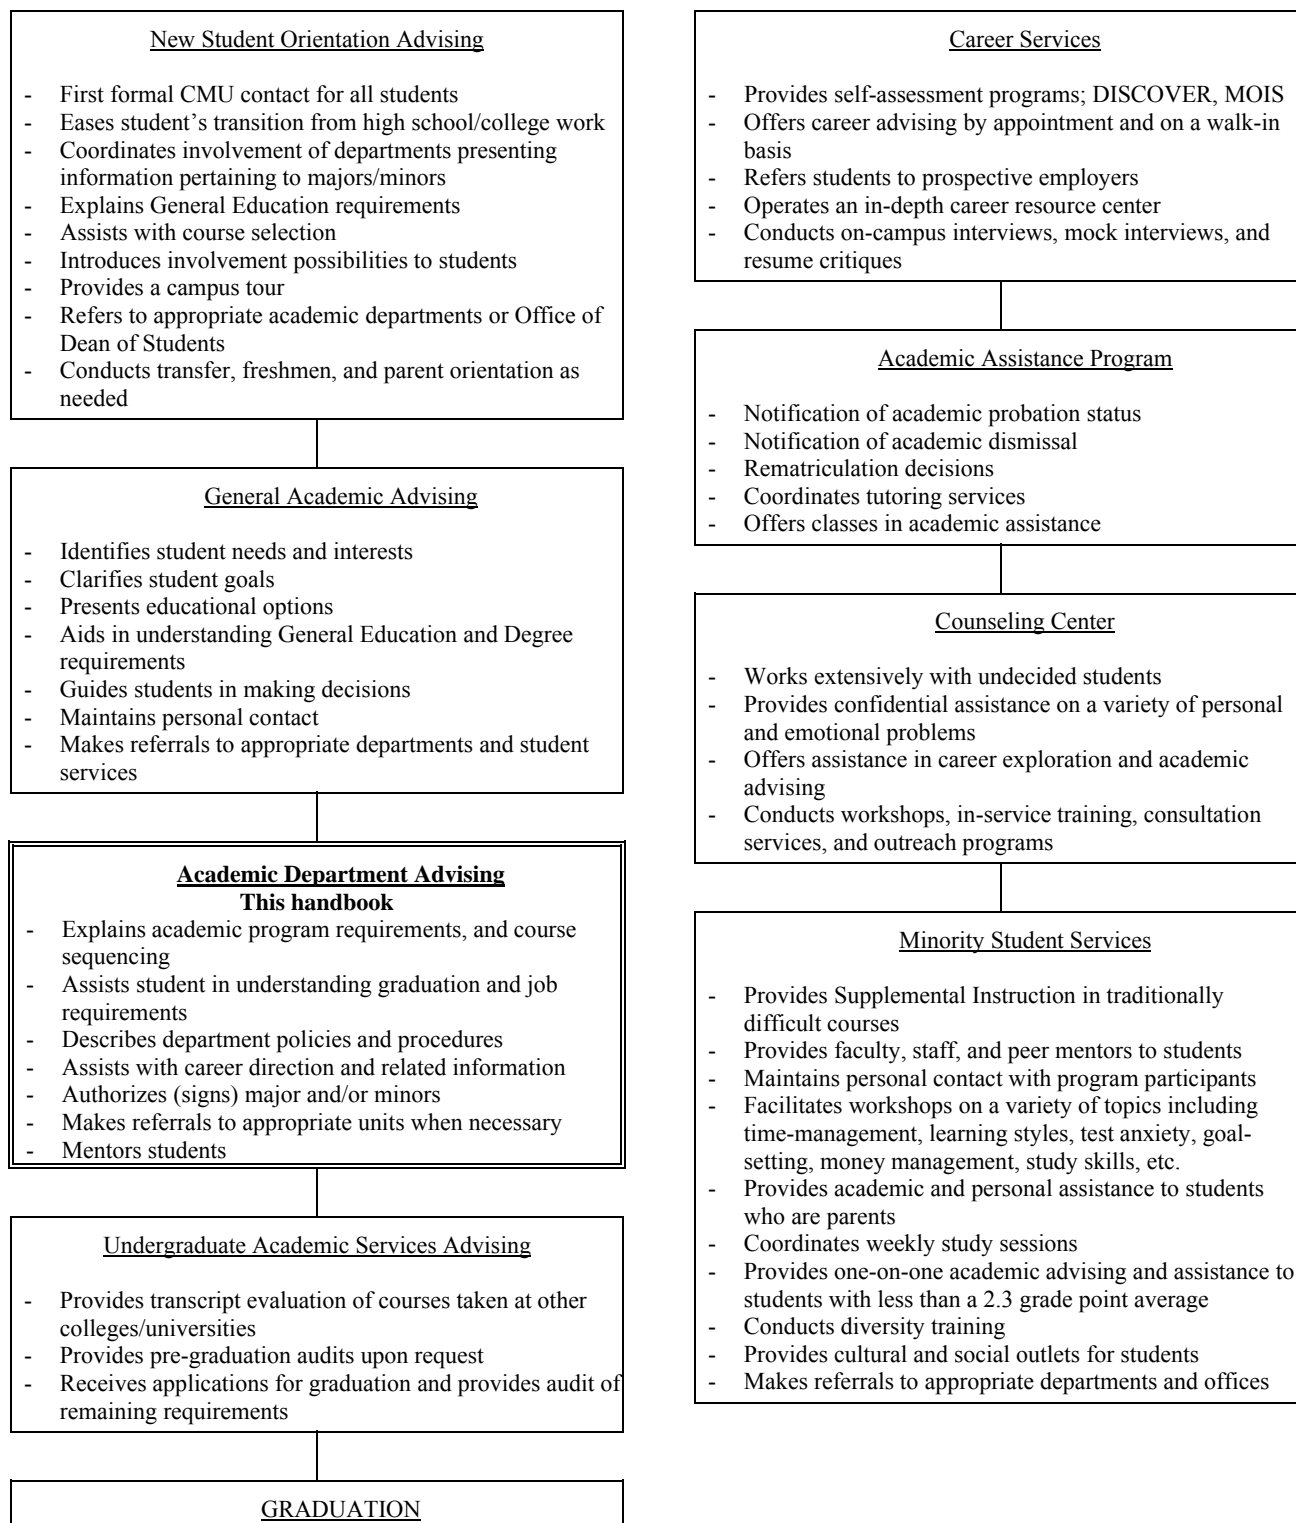 New Student Orientation Advising
- First formal CMU contact for all students
- Eases student’s transition from high school/college work
- Coordinates involvement of departments presenting
information pertaining to majors/minors
- Explains General Education requirements
- Assists with course selection
- Introduces involvement possibilities to students
- Provides a campus tour
- Refers to appropriate academic departments or Office of
Dean of Students
- Conducts transfer, freshmen, and parent orientation as
needed
General Academic Advising
- Identifies student needs and interests
- Clarifies student goals
- Presents educational options
- Aids in understanding General Education and Degree
requirements
- Guides students in making decisions
- Maintains personal contact
- Makes referrals to appropriate departments and student
services
Academic Department Advising
This handbook
- Explains academic program requirements, and course
sequencing
- Assists student in understanding graduation and job
requirements
- Describes department policies and procedures
- Assists with career direction and related information
- Authorizes (signs) major and/or minors
- Makes referrals to appropriate units when necessary
- Mentors students
Undergraduate Academic Services Advising
- Provides transcript evaluation of courses taken at other
colleges/universities
- Provides pre-graduation audits upon request
- Receives applications for graduation and provides audit of
remaining requirements
GRADUATION
Career Services
- Provides self-assessment programs; DISCOVER, MOIS
- Offers career advising by appointment and on a walk-in
basis
- Refers students to prospective employers
- Operates an in-depth career resource center
- Conducts on-campus interviews, mock interviews, and
resume critiques
Academic Assistance Program
- Notification of academic probation status
- Notification of academic dismissal
- Rematriculation decisions
- Coordinates tutoring services
- Offers classes in academic assistance
Counseling Center
- Works extensively with undecided students
- Provides confidential assistance on a variety of personal
and emotional problems
- Offers assistance in career exploration and academic
advising
- Conducts workshops, in-service training, consultation
services, and outreach programs
Minority Student Services
- Provides Supplemental Instruction in traditionally
difficult courses
- Provides faculty, staff, and peer mentors to students
- Maintains personal contact with program participants
- Facilitates workshops on a variety of topics including
time-management, learning styles, test anxiety, goal-
setting, money management, study skills, etc.
- Provides academic and personal assistance to students
who are parents
- Coordinates weekly study sessions
- Provides one-on-one academic advising and assistance to
students with less than a 2.3 grade point average
- Conducts diversity training
- Provides cultural and social outlets for students
- Makes referrals to appropriate departments and offices